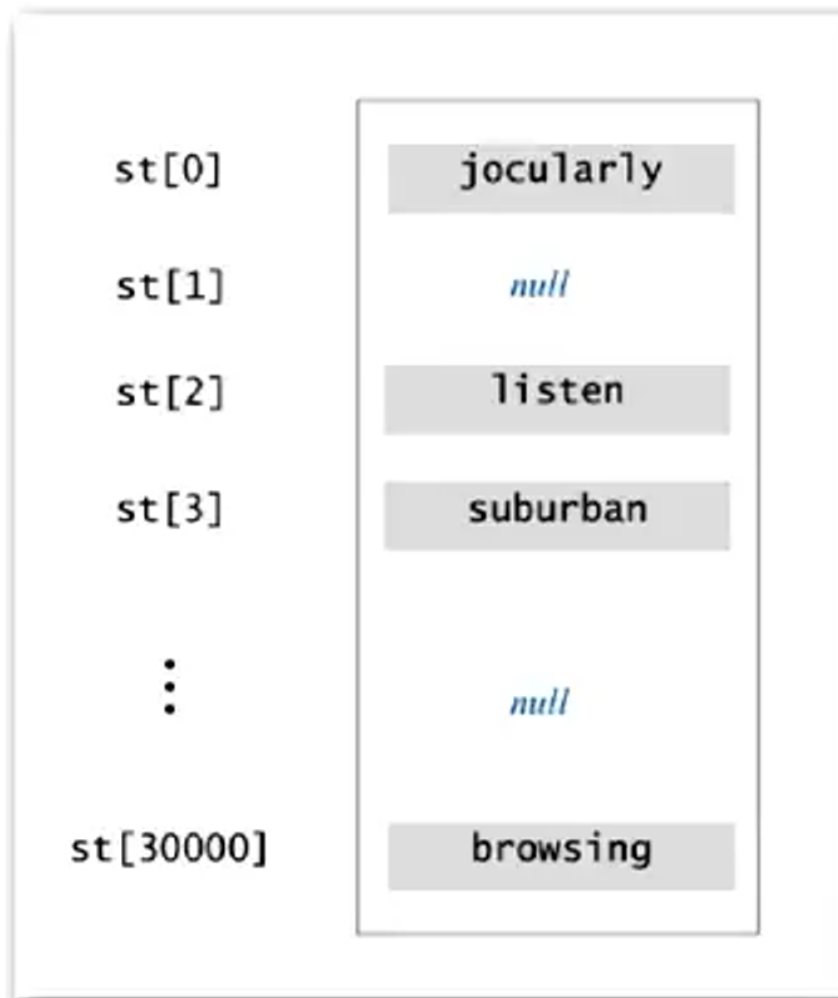 st[0] jocularly
st[1] null
st[2] listen
st[3] suburban
⋮ null
st[30000] browsing